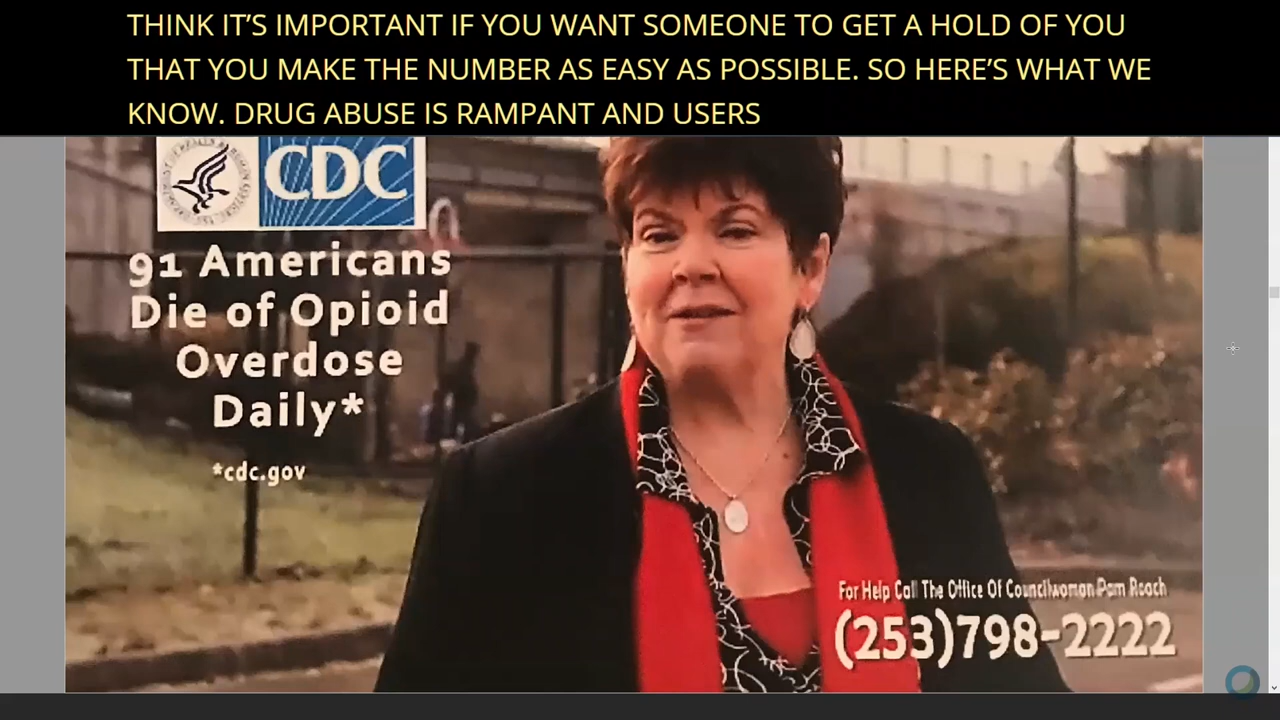 THINK IT'S IMPORTANT IF YOU WANT SOMEONE TO GET A HOLD OF YOU
THAT YOU MAKE THE NUMBER AS EASY AS POSSIBLE. SO HERE'S WHAT WE
KNOW. DRUG ABUSE IS RAMPANT AND USERS
CDC
91 Americans
Die of Opioid
Overdose
Daily*
*cdc.gov
For Help Call The Office Of Councilwoman Pam Roach
(253)798-2222